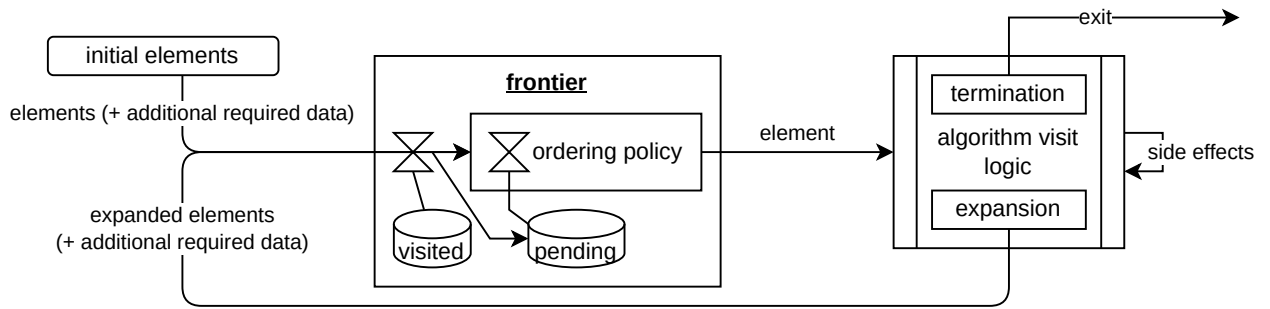 exit
initial elements
elements (+ additional required data)
frontier
ordering policy
visited
pending
element
termination
algorithm visit
logic
expansion
side effects
expanded elements
(+ additional required data)